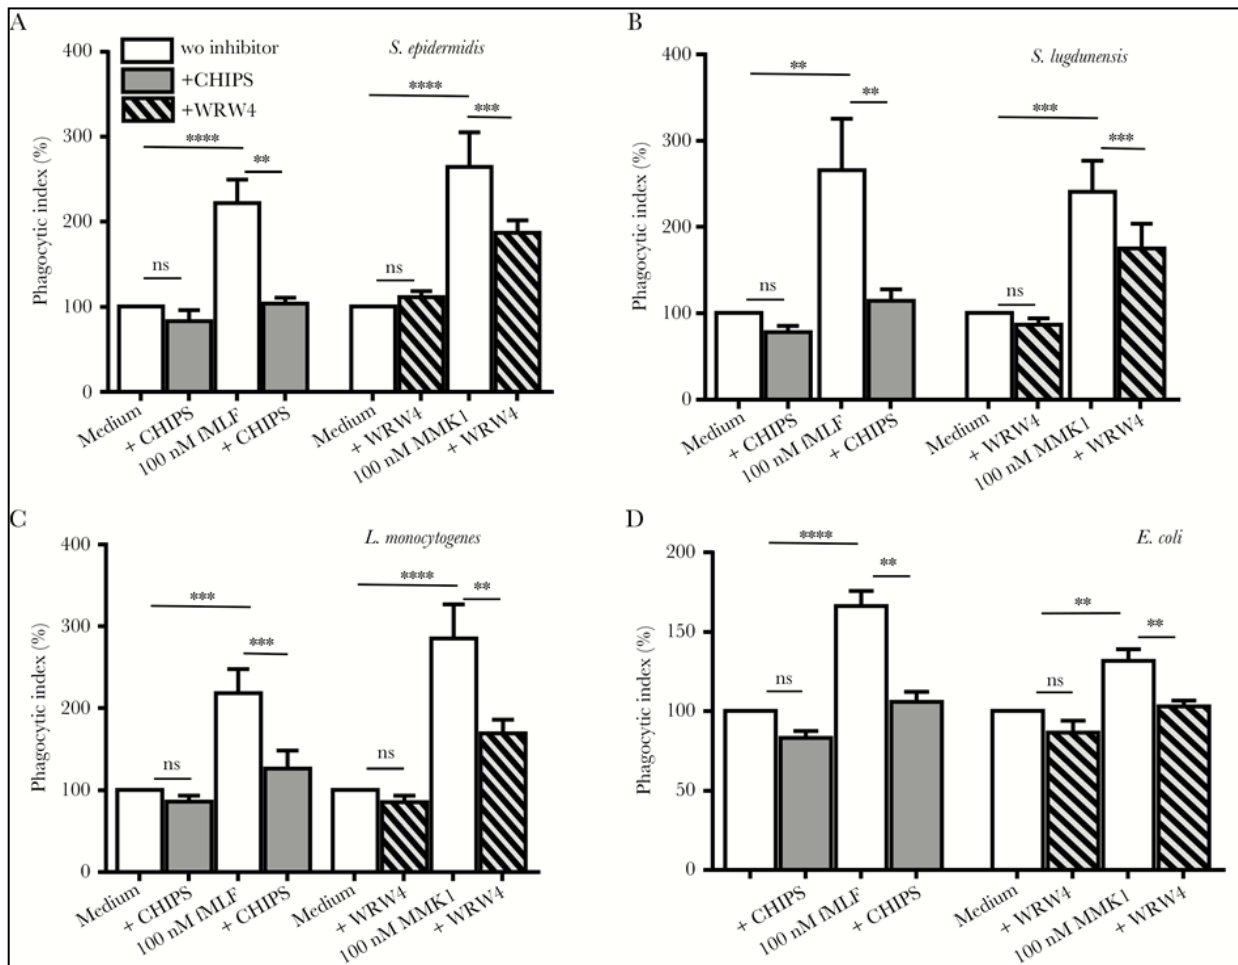 A
wo inhibitor
+CHIPS
+WRW4
S. epidermidis
Phagocytic index (%)
400
300
200
100
0
ns
****
**
ns
****
***
Medium
+ CHIPS
100 nM fMLF
+ CHIPS
Medium
+ WRW4
100 nM MMK1
+ WRW4
B
S. lugdunensis
Phagocytic index (%)
400
300
200
100
0
ns
**
**
ns
***
***
Medium
+ CHIPS
100 nM fMLF
+ CHIPS
Medium
+ WRW4
100 nM MMK1
+ WRW4
C
L. monocytogenes
Phagocytic index (%)
400
300
200
100
0
ns
***
***
ns
****
**
Medium
+ CHIPS
100 nM fMLF
+ CHIPS
Medium
+ WRW4
100 nM MMK1
+ WRW4
D
E. coli
Phagocytic index (%)
200
150
100
50
0
ns
****
**
ns
**
**
+ CHIPS
100 nM fMLF
+ CHIPS
Medium
+ WRW4
100 nM MMK1
+ WRW4